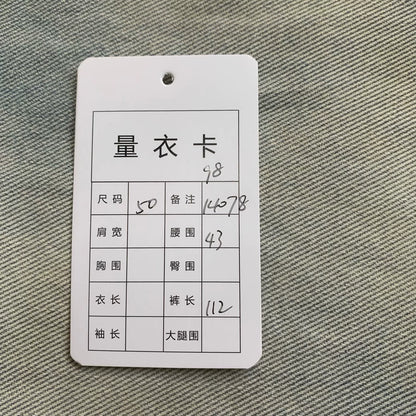 量衣卡
98
尺码 50 备注 14078
肩宽 腰围 43
胸围 臀围
衣长 裤长 112
袖长 大腿围